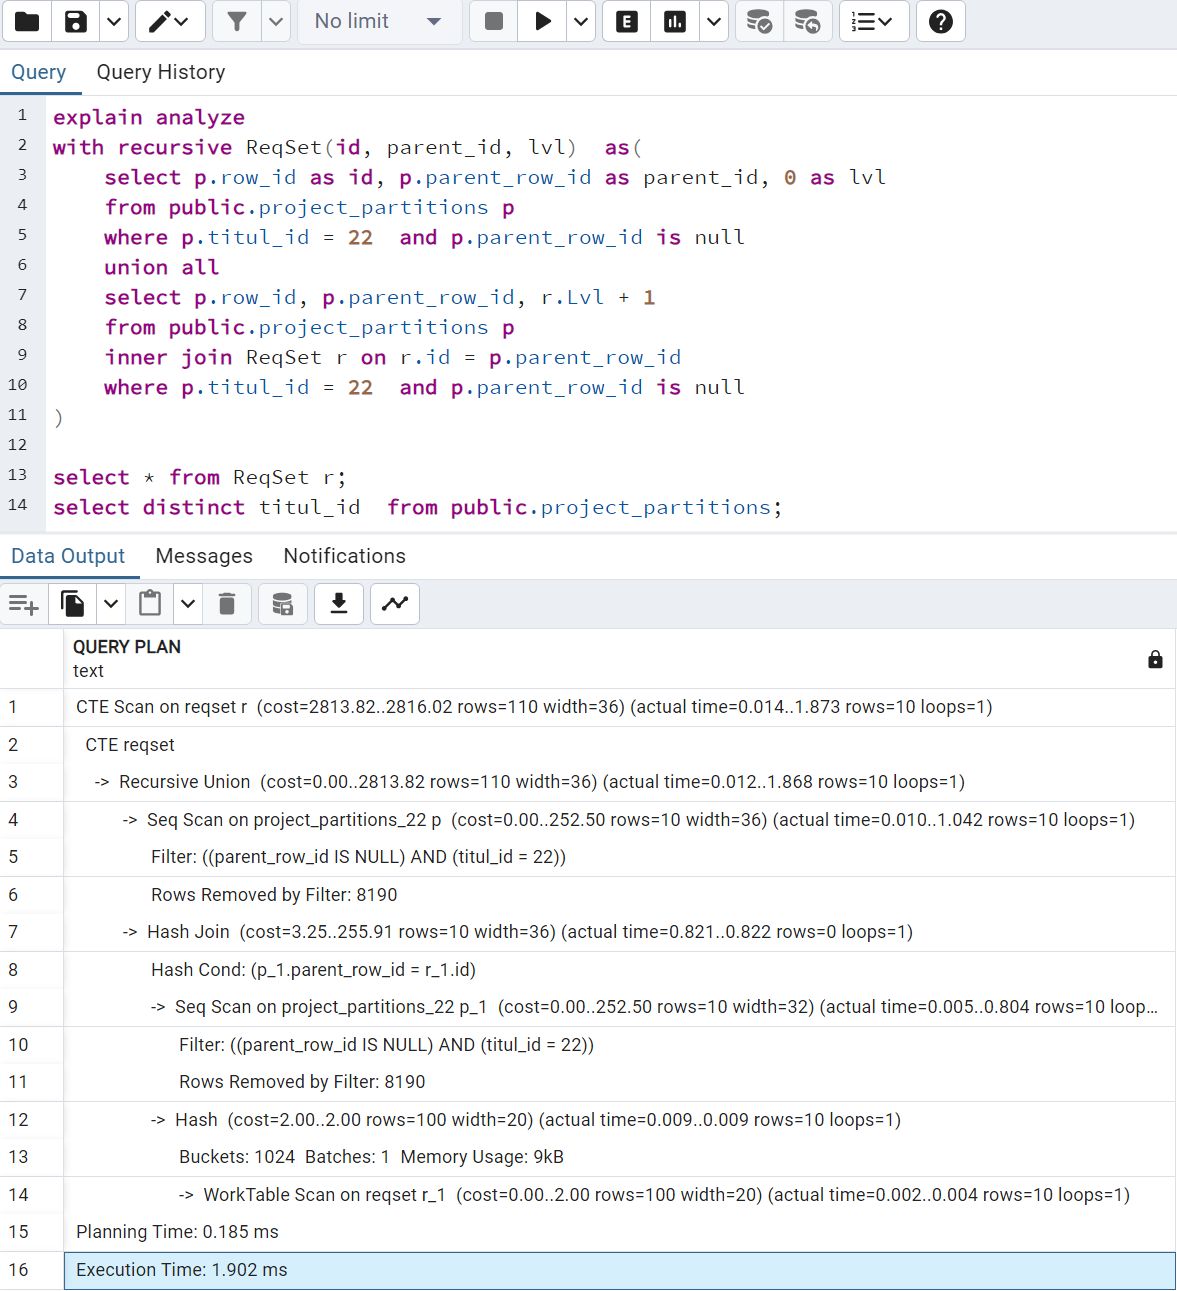 No limit
E
Query Query History
1 explain analyze
2 with recursive ReqSet(id, parent_id, lvl)  as(
3     select p.row_id as id, p.parent_row_id as parent_id, 0 as lvl
4     from public.project_partitions p
5     where p.titul_id = 22  and p.parent_row_id is null
6     union all
7     select p.row_id, p.parent_row_id, r.Lvl + 1
8     from public.project_partitions p
9     inner join ReqSet r on r.id = p.parent_row_id
10     where p.titul_id = 22  and p.parent_row_id is null
11 )
12
13 select * from ReqSet r;
14 select distinct titul_id  from public.project_partitions;
Data Output Messages Notifications
QUERY PLAN
text
1 CTE Scan on reqset r  (cost=2813.82..2816.02 rows=110 width=36) (actual time=0.014..1.873 rows=10 loops=1)
2 CTE reqset
3 -> Recursive Union  (cost=0.00..2813.82 rows=110 width=36) (actual time=0.012..1.868 rows=10 loops=1)
4 -> Seq Scan on project_partitions_22 p  (cost=0.00..252.50 rows=10 width=36) (actual time=0.010..1.042 rows=10 loops=1)
5 Filter: ((parent_row_id IS NULL) AND (titul_id = 22))
6 Rows Removed by Filter: 8190
7 -> Hash Join  (cost=3.25..255.91 rows=10 width=36) (actual time=0.821..0.822 rows=0 loops=1)
8 Hash Cond: (p_1.parent_row_id = r_1.id)
9 -> Seq Scan on project_partitions_22 p_1  (cost=0.00..252.50 rows=10 width=32) (actual time=0.005..0.804 rows=10 loop...
10 Filter: ((parent_row_id IS NULL) AND (titul_id = 22))
11 Rows Removed by Filter: 8190
12 -> Hash  (cost=2.00..2.00 rows=100 width=20) (actual time=0.009..0.009 rows=10 loops=1)
13 Buckets: 1024  Batches: 1  Memory Usage: 9kB
14 -> WorkTable Scan on reqset r_1  (cost=0.00..2.00 rows=100 width=20) (actual time=0.002..0.004 rows=10 loops=1)
15 Planning Time: 0.185 ms
16 Execution Time: 1.902 ms